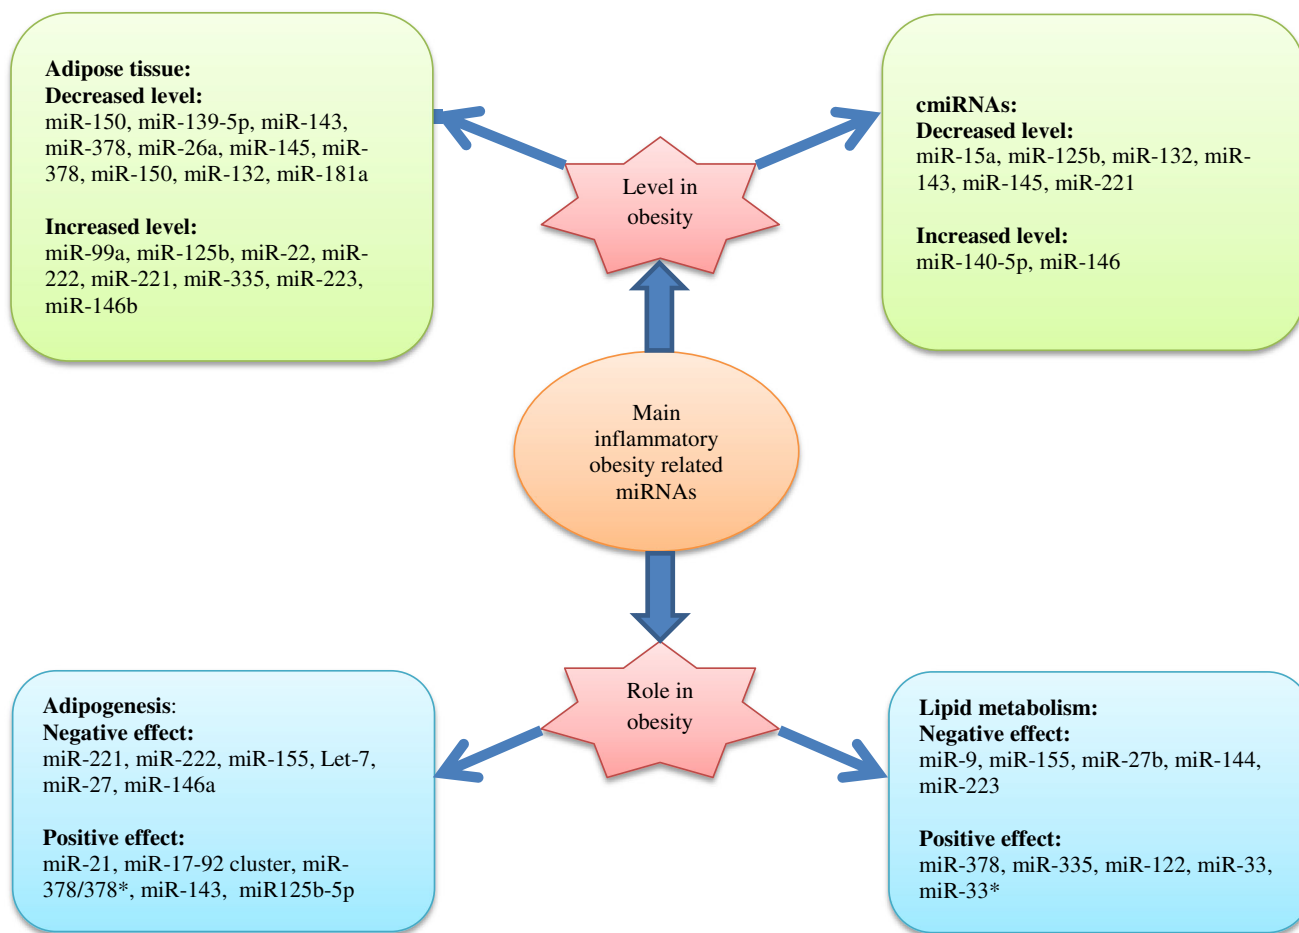 Adipose tissue:
Decreased level:
miR-150, miR-139-5p, miR-143,
miR-378, miR-26a, miR-145, miR-
378, miR-150, miR-132, miR-181a
Increased level:
miR-99a, miR-125b, miR-22, miR-
222, miR-221, miR-335, miR-223,
miR-146b
Level in
obesity
cmiRNAs:
Decreased level:
miR-15a, miR-125b, miR-132, miR-
143, miR-145, miR-221
Increased level:
miR-140-5p, miR-146
Main
inflammatory
obesity related
miRNAs
Adipogenesis:
Negative effect:
miR-221, miR-222, miR-155, Let-7,
miR-27, miR-146a
Positive effect:
miR-21, miR-17-92 cluster, miR-
378/378*, miR-143,  miR125b-5p
Role in
obesity
Lipid metabolism:
Negative effect:
miR-9, miR-155, miR-27b, miR-144,
miR-223
Positive effect:
miR-378, miR-335, miR-122, miR-33,
miR-33*